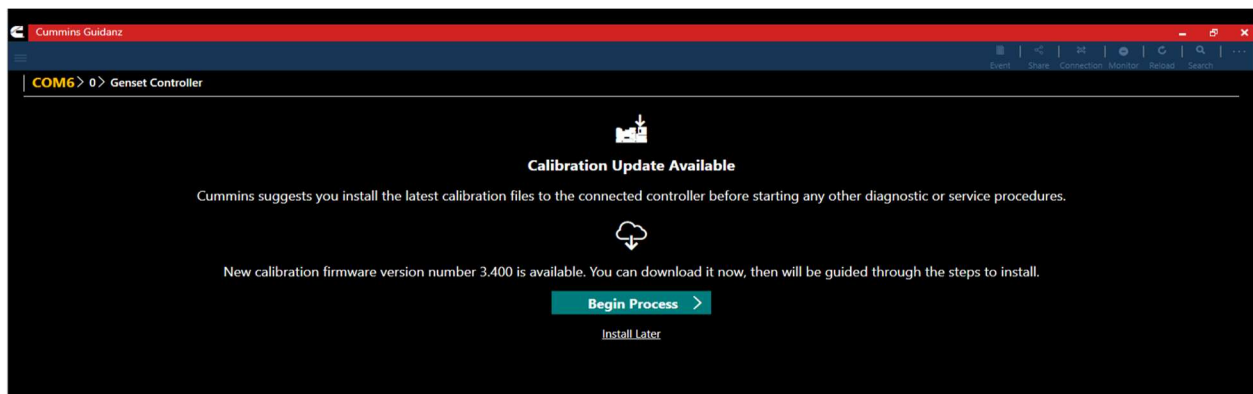 Cummins Guidanz
Event Share Connection Monitor Reload Search
COM6 > 0 > Genset Controller
Calibration Update Available
Cummins suggests you install the latest calibration files to the connected controller before starting any other diagnostic or service procedures.
New calibration firmware version number 3.400 is available. You can download it now, then will be guided through the steps to install.
Begin Process
Install Later